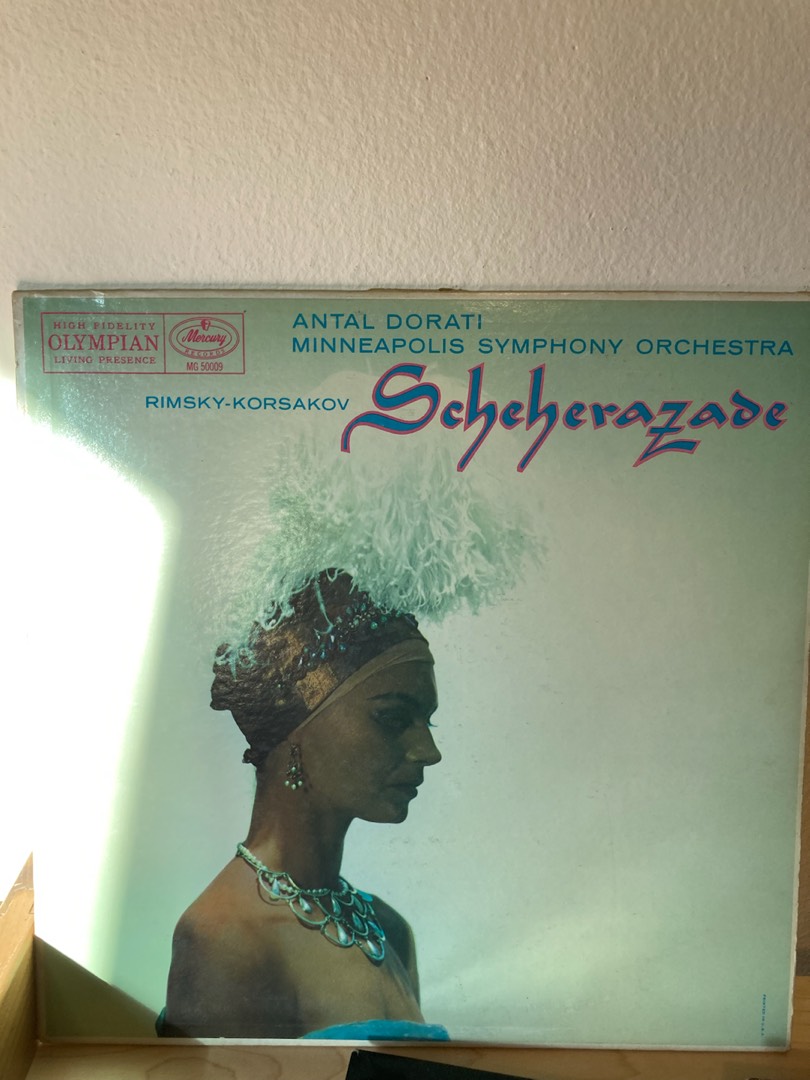 HIGH FIDELITY
OLYMPIAN
LIVING PRESENCE
Mercury
RECORDS
MG 50009
ANTAL DORATI
MINNEAPOLIS SYMPHONY ORCHESTRA
RIMSKY-KORSAKOV Scheherazade